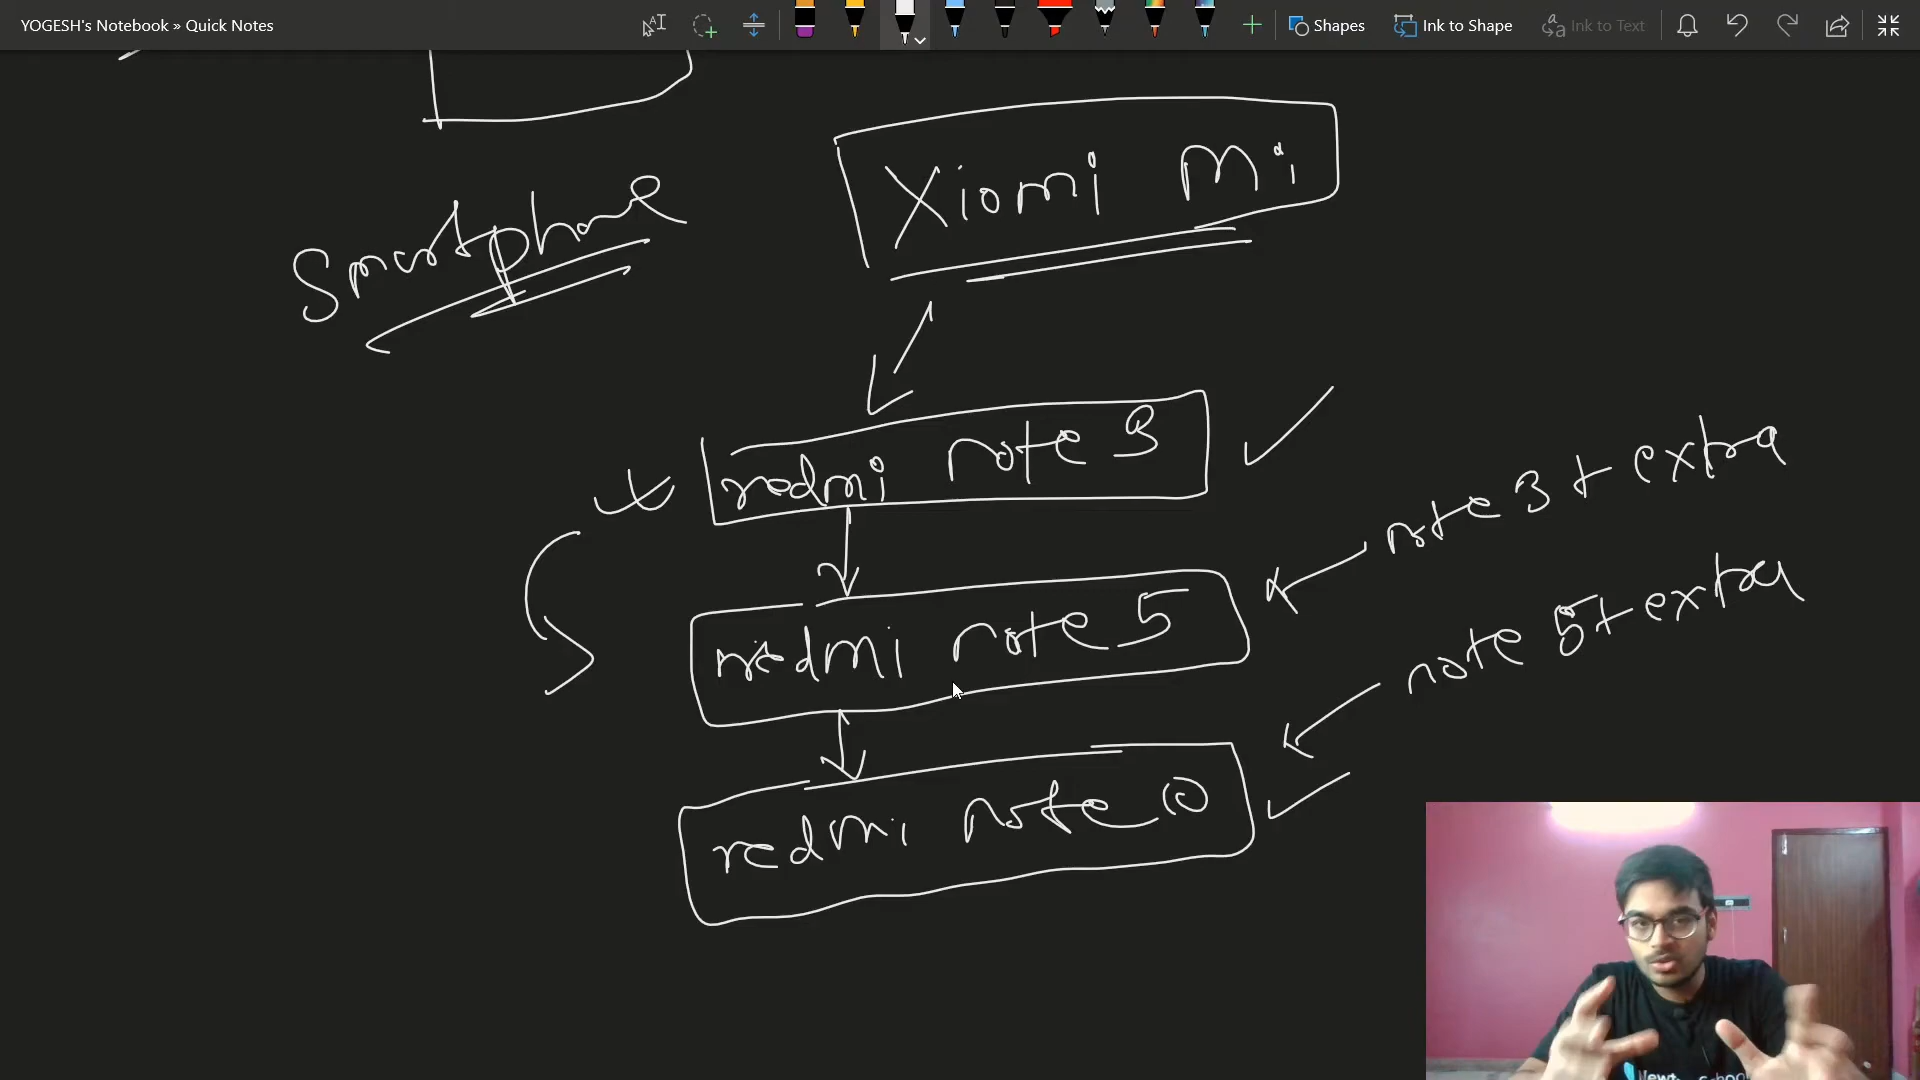 YOGESH's Notebook » Quick Notes
Shapes
Ink to Shape
Ink to Text
Xiomi Mi
Smartphone
redmi note 3
note 3 + extra
redmi note 5
note 5 + extra
redmi note 10